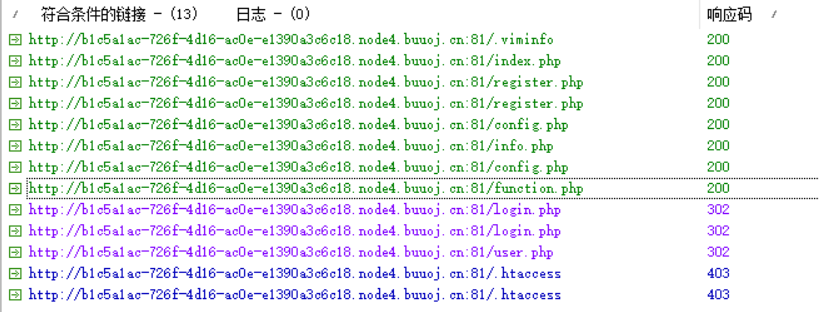 / 符合条件的链接 - (13) 日志 - (0) 响应码 /
http://b1c5a1ac-726f-4d16-ac0e-e1390a3c6c18.node4.buuoj.cn:81/.viminfo 200
http://b1c5a1ac-726f-4d16-ac0e-e1390a3c6c18.node4.buuoj.cn:81/index.php 200
http://b1c5a1ac-726f-4d16-ac0e-e1390a3c6c18.node4.buuoj.cn:81/register.php 200
http://b1c5a1ac-726f-4d16-ac0e-e1390a3c6c18.node4.buuoj.cn:81/register.php 200
http://b1c5a1ac-726f-4d16-ac0e-e1390a3c6c18.node4.buuoj.cn:81/config.php 200
http://b1c5a1ac-726f-4d16-ac0e-e1390a3c6c18.node4.buuoj.cn:81/info.php 200
http://b1c5a1ac-726f-4d16-ac0e-e1390a3c6c18.node4.buuoj.cn:81/config.php 200
http://b1c5a1ac-726f-4d16-ac0e-e1390a3c6c18.node4.buuoj.cn:81/function.php 200
http://b1c5a1ac-726f-4d16-ac0e-e1390a3c6c18.node4.buuoj.cn:81/login.php 302
http://b1c5a1ac-726f-4d16-ac0e-e1390a3c6c18.node4.buuoj.cn:81/login.php 302
http://b1c5a1ac-726f-4d16-ac0e-e1390a3c6c18.node4.buuoj.cn:81/user.php 302
http://b1c5a1ac-726f-4d16-ac0e-e1390a3c6c18.node4.buuoj.cn:81/.htaccess 403
http://b1c5a1ac-726f-4d16-ac0e-e1390a3c6c18.node4.buuoj.cn:81/.htaccess 403